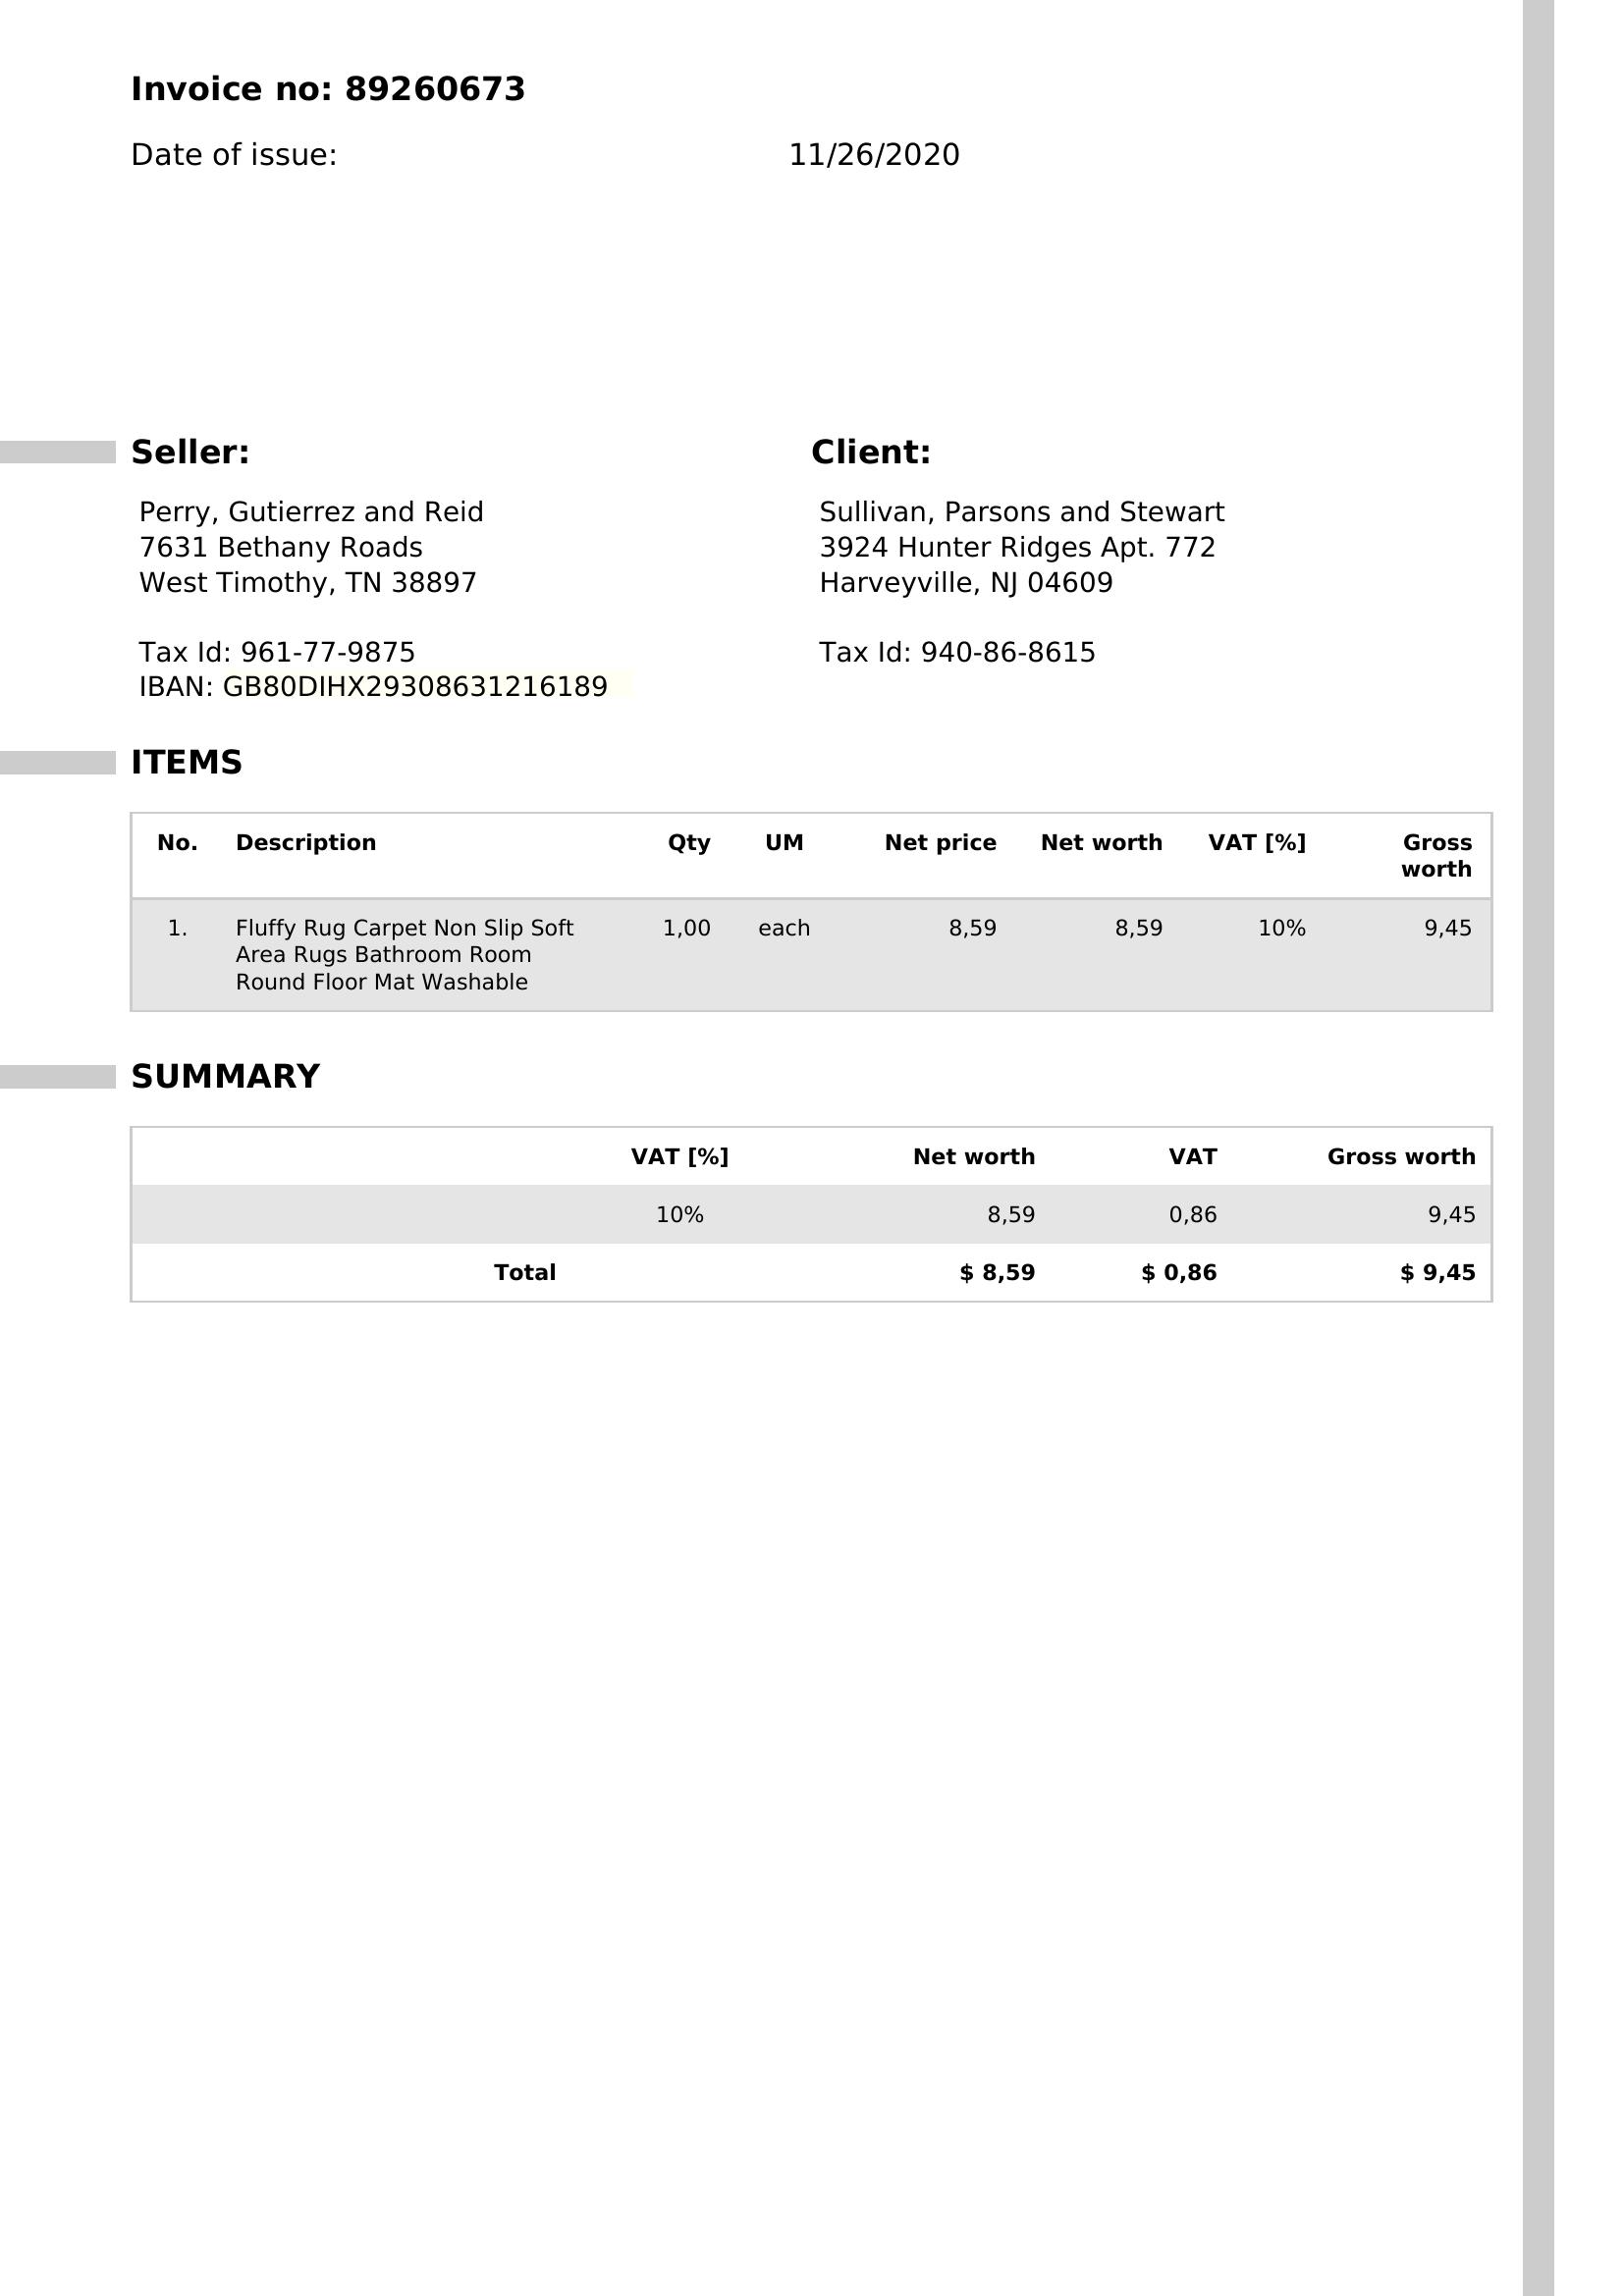 Invoice no: 89260673
Date of issue: 11/26/2020
Seller:
Perry, Gutierrez and Reid
7631 Bethany Roads
West Timothy, TN 38897
Tax Id: 961-77-9875
IBAN: GB80DIHX29308631216189
Client:
Sullivan, Parsons and Stewart
3924 Hunter Ridges Apt. 772
Harveyville, NJ 04609
Tax Id: 940-86-8615
ITEMS
No. Description Qty UM Net price Net worth VAT [%] Gross
worth
1. Fluffy Rug Carpet Non Slip Soft 1,00 each 8,59 8,59 10% 9,45
Area Rugs Bathroom Room
Round Floor Mat Washable
SUMMARY
VAT [%] Net worth VAT Gross worth
10% 8,59 0,86 9,45
Total $ 8,59 $ 0,86 $ 9,45